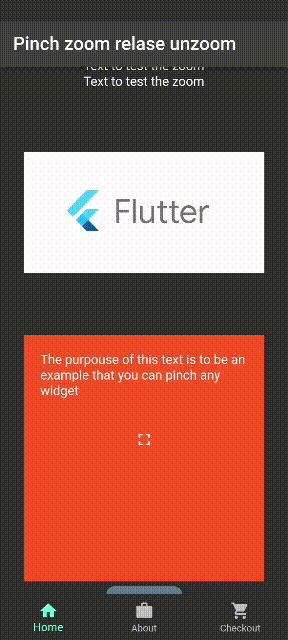 Pinch zoom relase unzoom
Text to test the zoom
Text to test the zoom
Flutter
The purpouse of this text is to be an
example that you can pinch any
widget
Home
About
Checkout